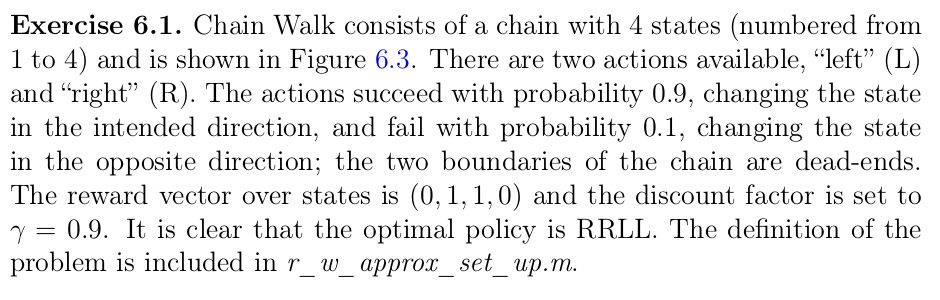 Exercise 6.1. Chain Walk consists of a chain with 4 states (numbered from
1 to 4) and is shown in Figure 6.3. There are two actions available, “left” (L)
and “right” (R). The actions succeed with probability 0.9, changing the state
in the intended direction, and fail with probability 0.1, changing the state
in the opposite direction; the two boundaries of the chain are dead-ends.
The reward vector over states is (0, 1, 1, 0) and the discount factor is set to
γ = 0.9. It is clear that the optimal policy is RRLL. The definition of the
problem is included in r_w_approx_set_up.m.